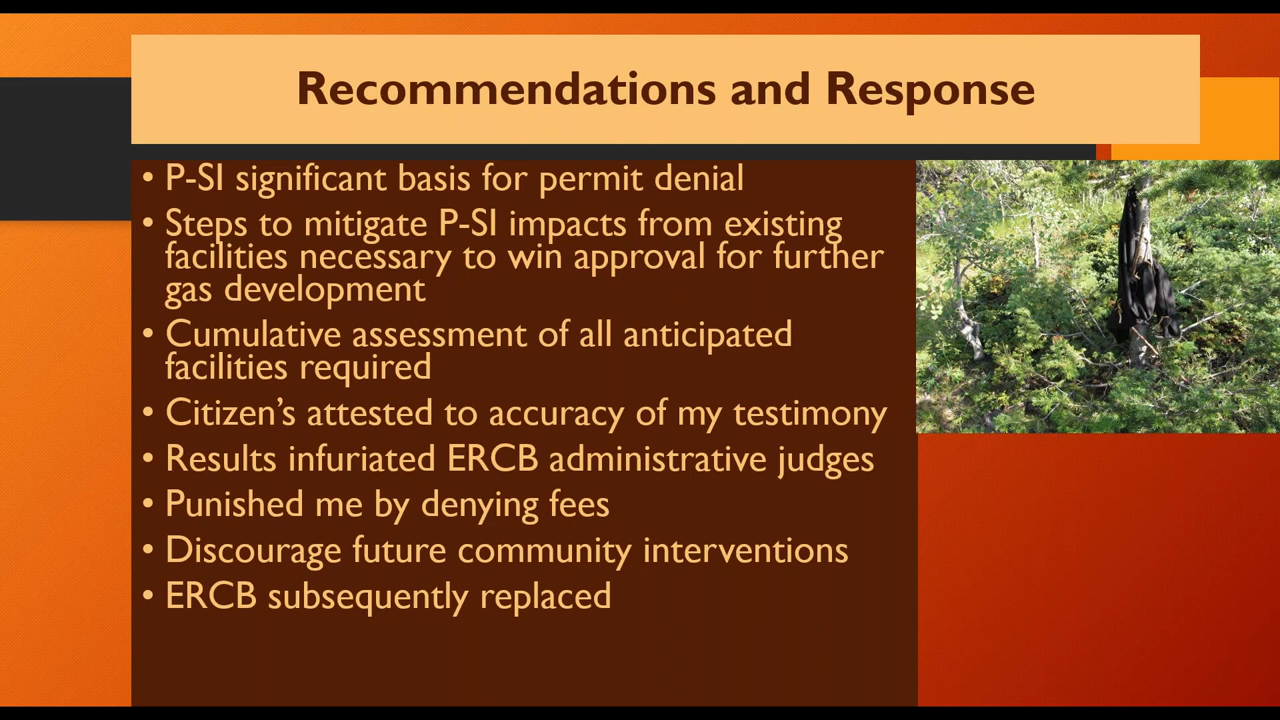 Recommendations and Response
• P-SI significant basis for permit denial
• Steps to mitigate P-SI impacts from existing
facilities necessary to win approval for further
gas development
• Cumulative assessment of all anticipated
facilities required
• Citizen’s attested to accuracy of my testimony
• Results infuriated ERCB administrative judges
• Punished me by denying fees
• Discourage future community interventions
• ERCB subsequently replaced